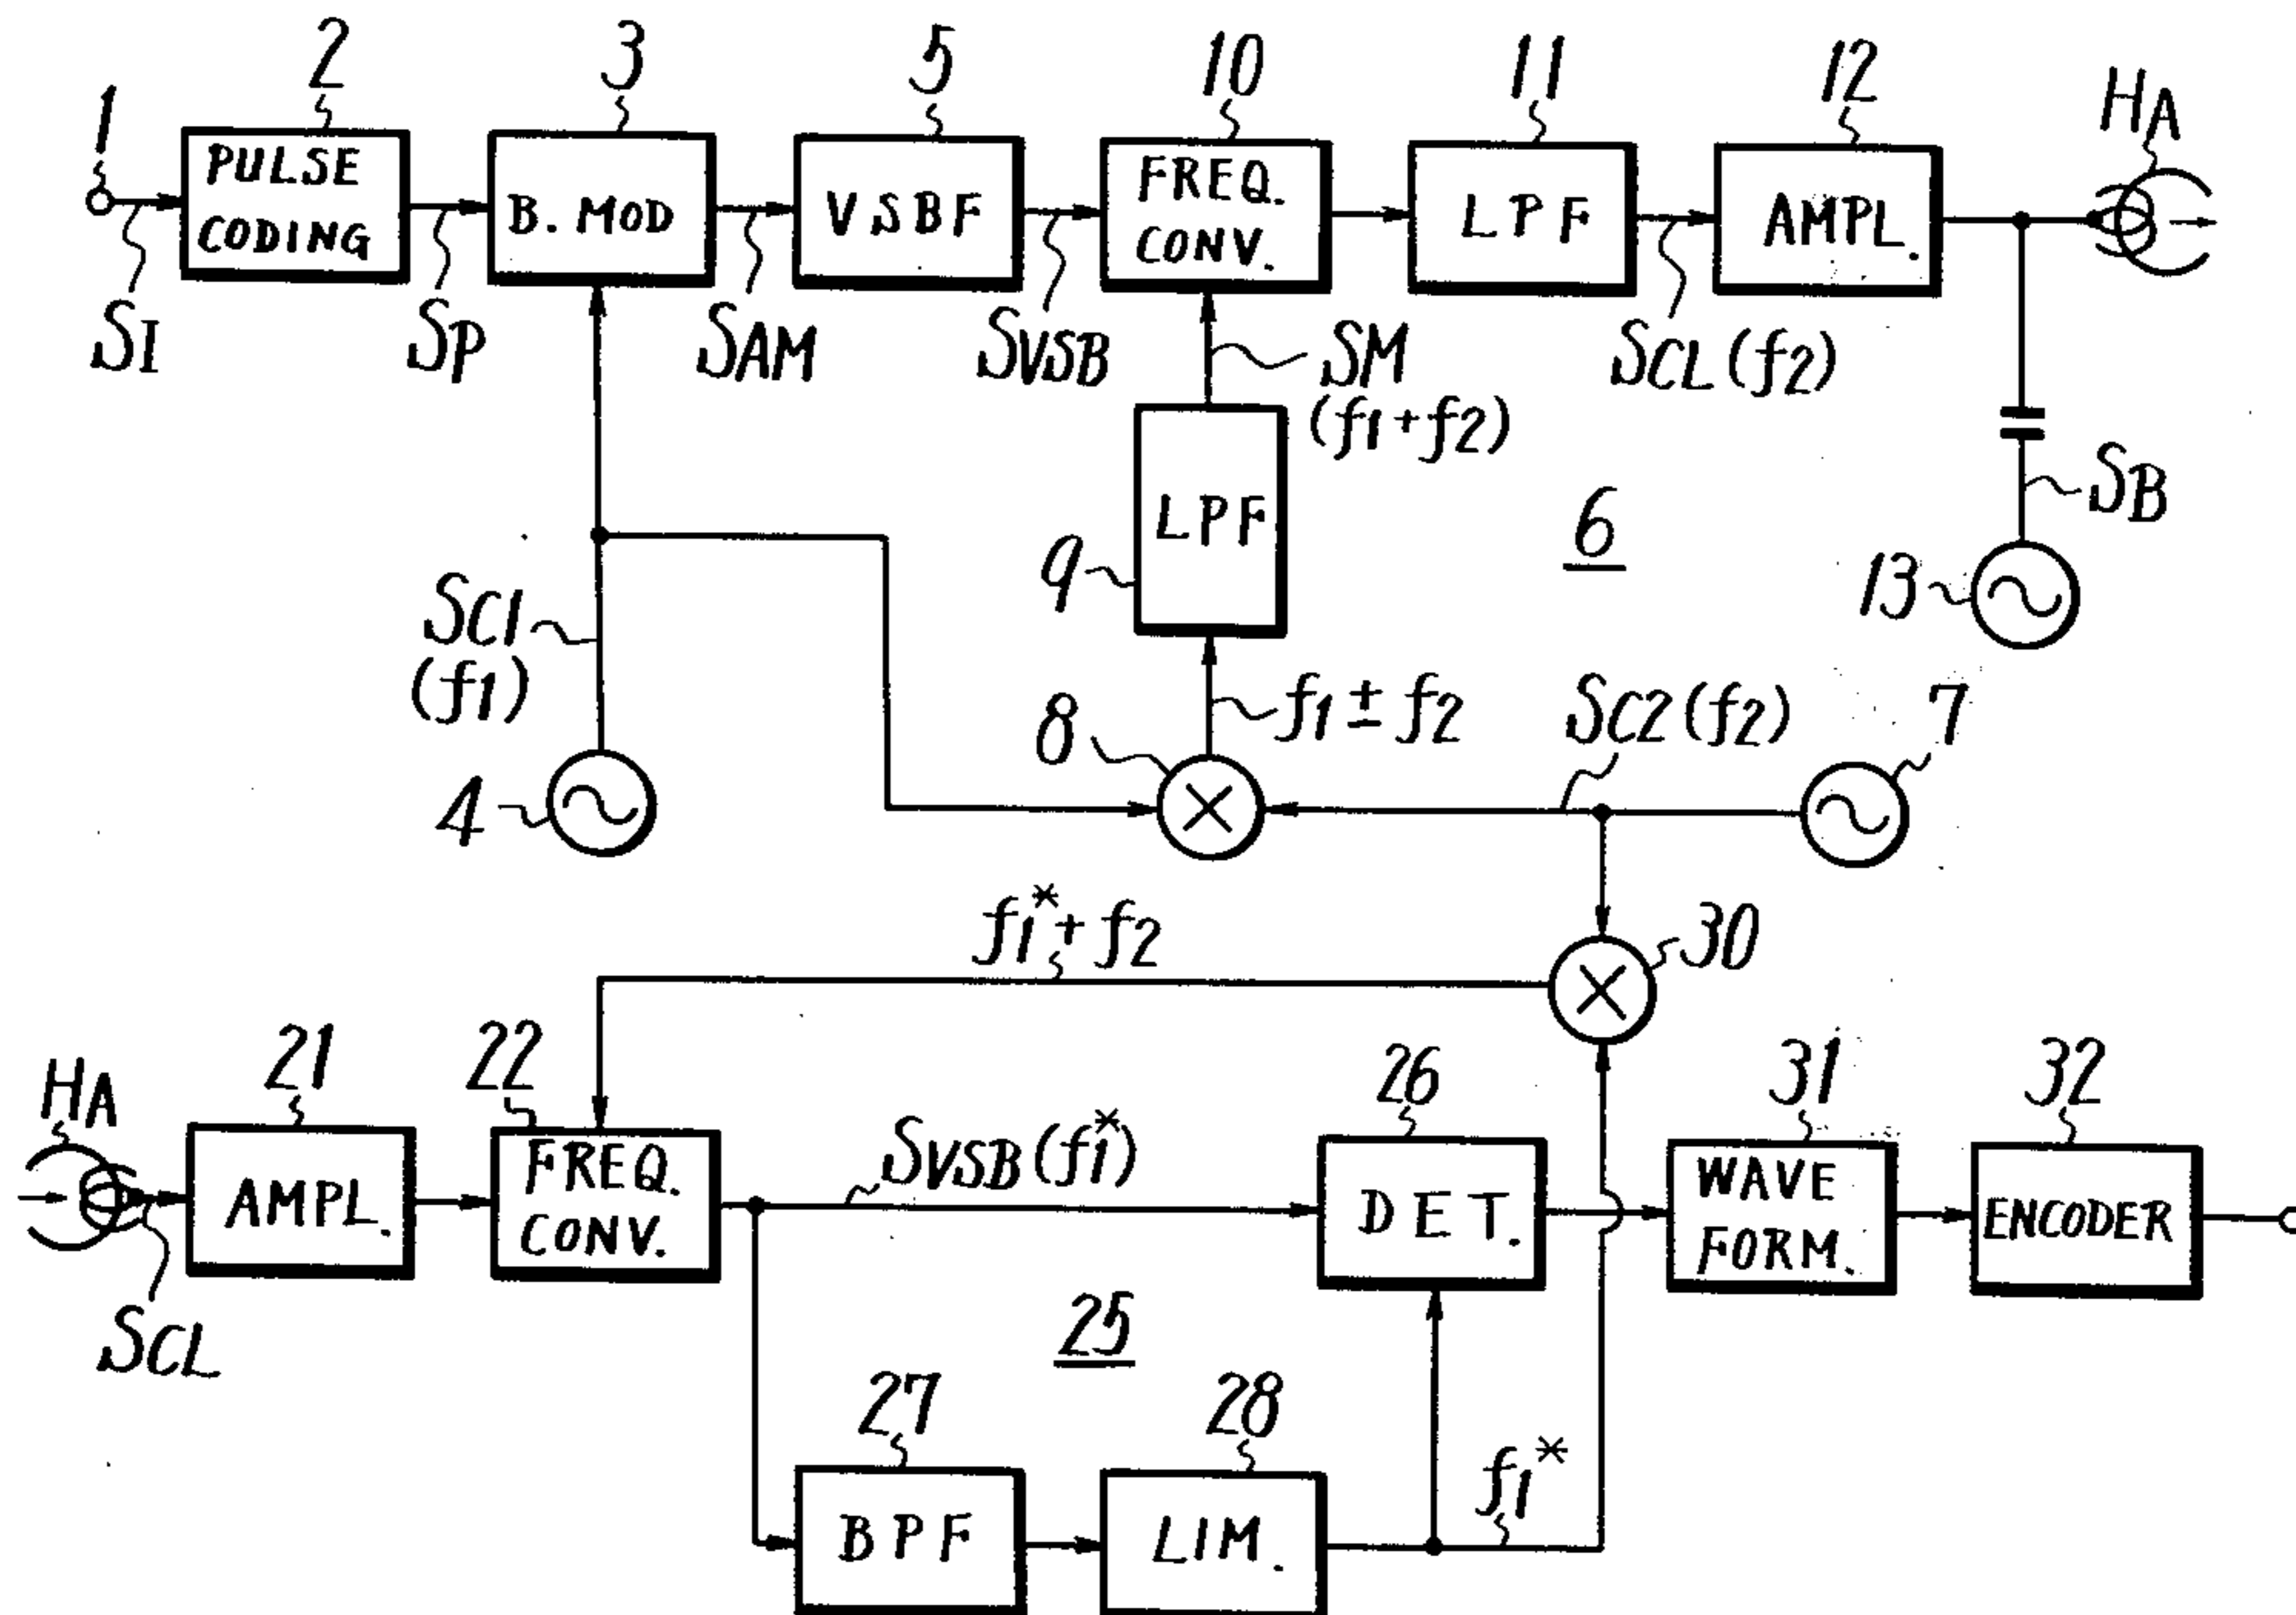 1
2
3
5
10
11
12
HA
PULSE
CODING
B. MOD
VSBF
FREQ.
CONV.
LPF
AMPL.
SI
SP
SAM
SVSB
SM
(f1+f2)
SCL(f2)
SC1
(f1)
9
LPF
6
SB
13
4
8
f1±f2
SC2(f2)
7
f1*+f2
30
HA
21
22
26
31
32
AMPL.
FREQ.
CONV.
SVSB(f1*)
DET.
WAVE
FORM.
ENCODER
SCL
25
27
28
BPF
LIM.
f1*